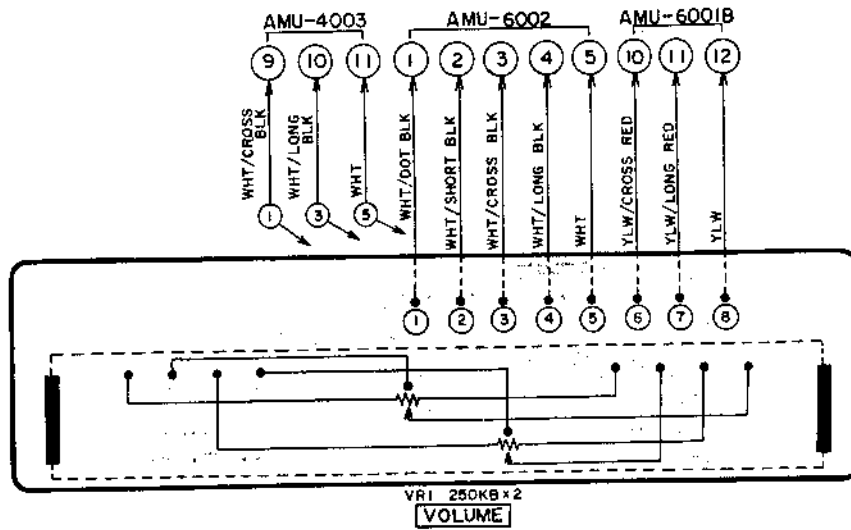 AMU-4003 AMU-6002 AMU-6001B
9 10 11 1 2 3 4 5 10 11 12
WHT/CROSS BLK
WHT/LONG BLK
WHT
WHT/DOT BLK
WHT/SHORT BLK
WHT/CROSS BLK
WHT/LONG BLK
WHT
YLW/CROSS RED
YLW/LONG RED
YLW
1 3 5
1 2 3 4 5 6 7 8
VR1 250KB×2
VOLUME